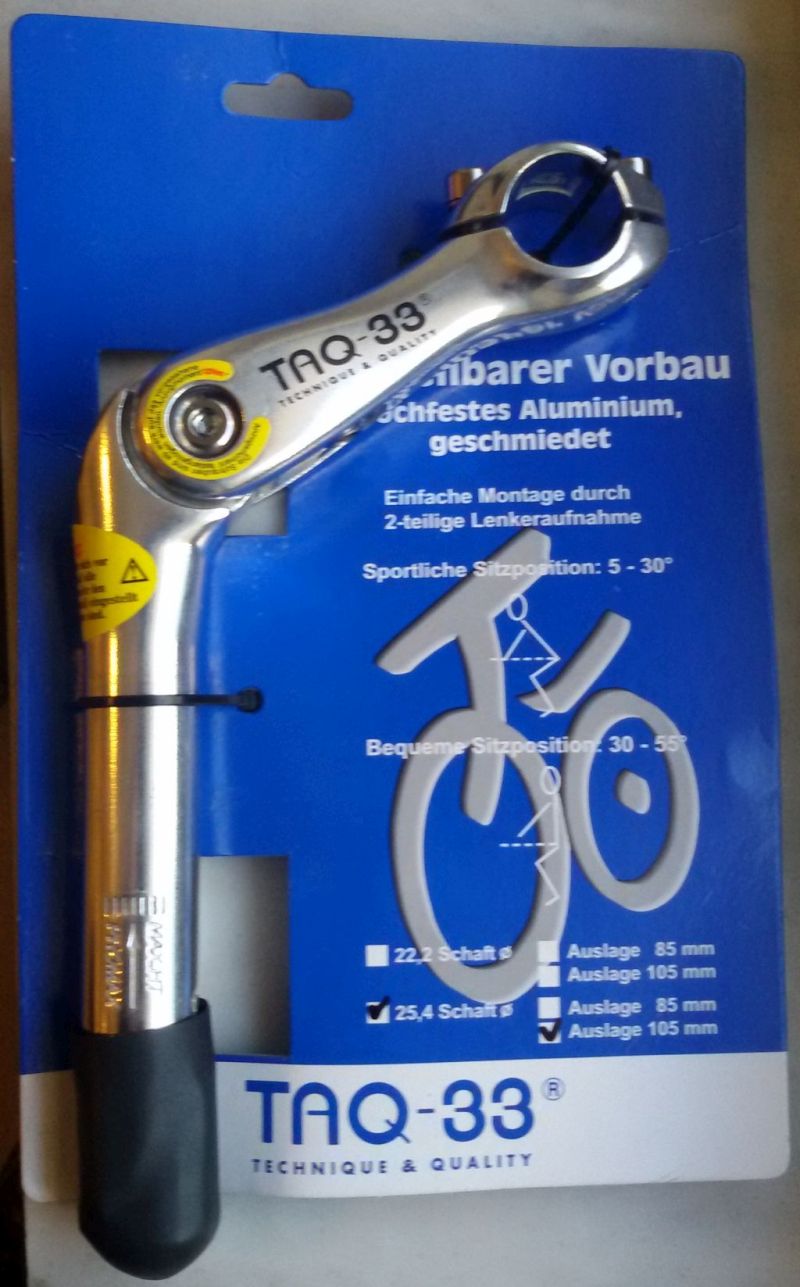 TAQ-33®
TECHNIQUE & QUALITY
llbarer Vorbau
chfestes Aluminium,
geschmiedet
Einfache Montage durch
2-teilige Lenkeraufnahme
Sportliche Sitzposition: 5 - 30°
Bequeme Sitzposition: 30 - 55°
22,2 Schaft ø
Auslage 85 mm
Auslage 105 mm
25,4 Schaft ø
Auslage 85 mm
Auslage 105 mm
TAQ-33®
TECHNIQUE & QUALITY